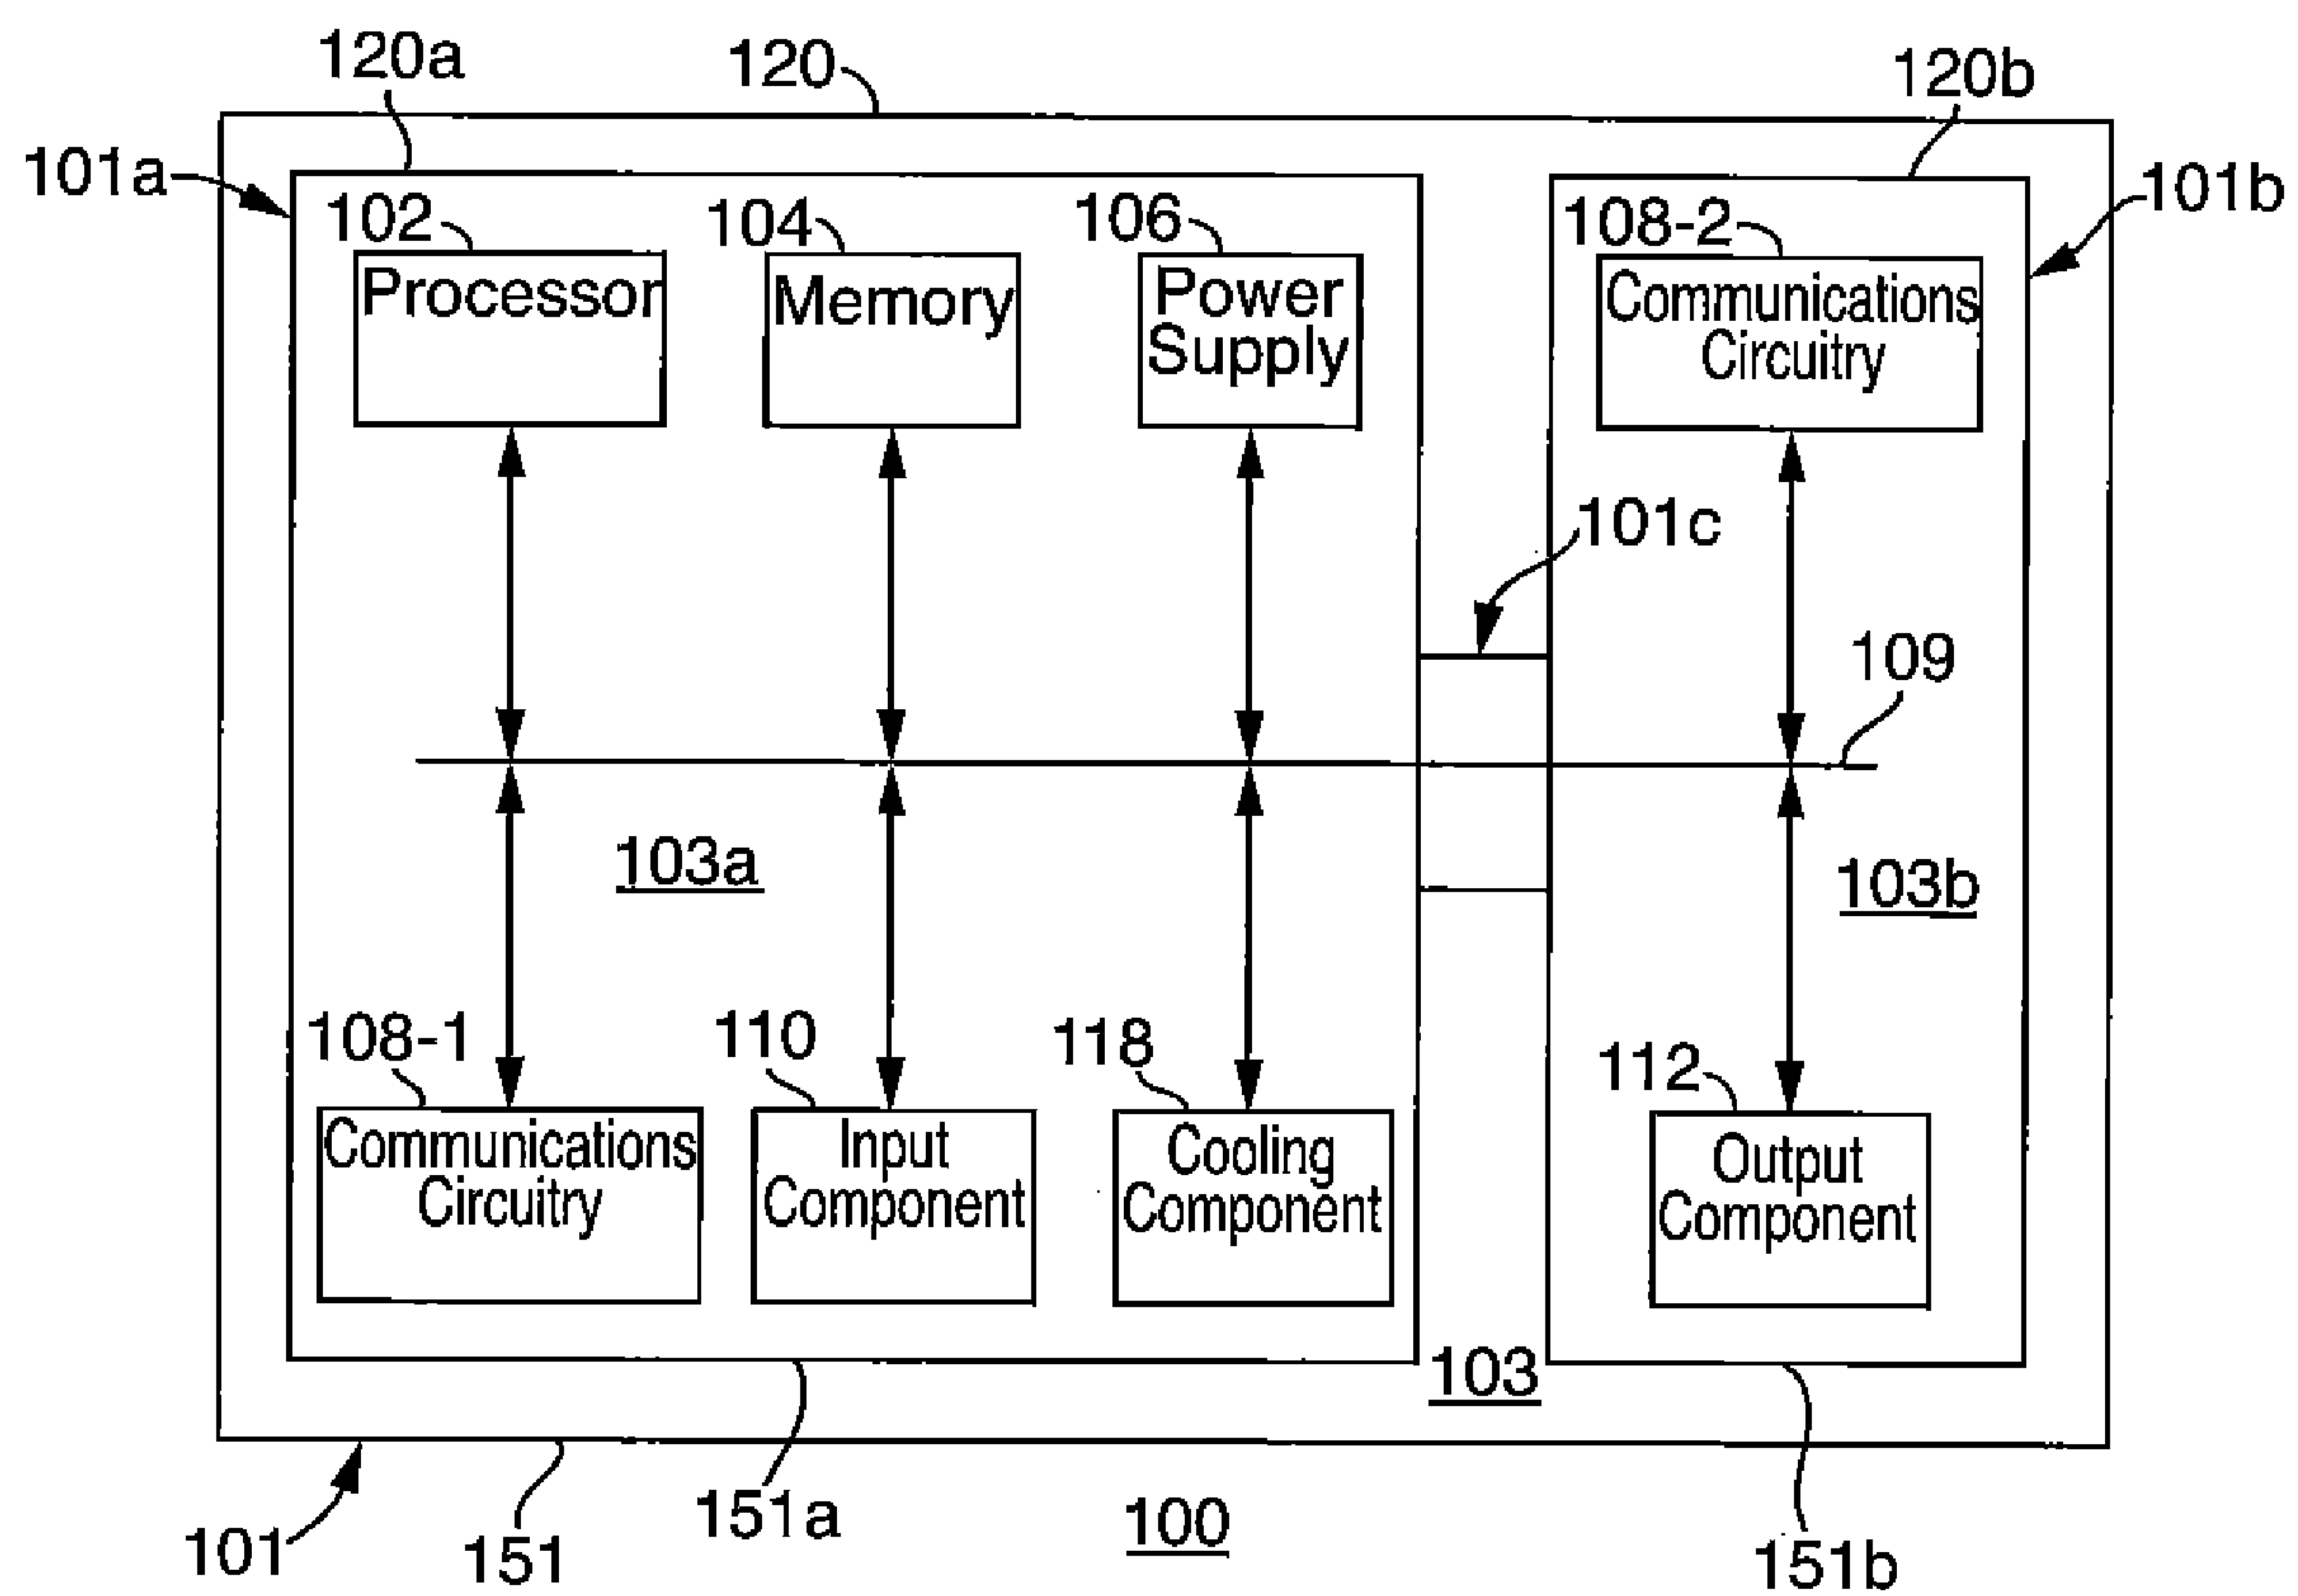 120a
120
120b
101a
101b
102
104
106
108-2
Processor
Memory
Power
Supply
Communications
Circuitry
101c
109
103a
103b
108-1
110
118
112
Communications
Circuitry
Input
Component
Cooling
Component
Output
Component
103
101
151
151a
100
151b